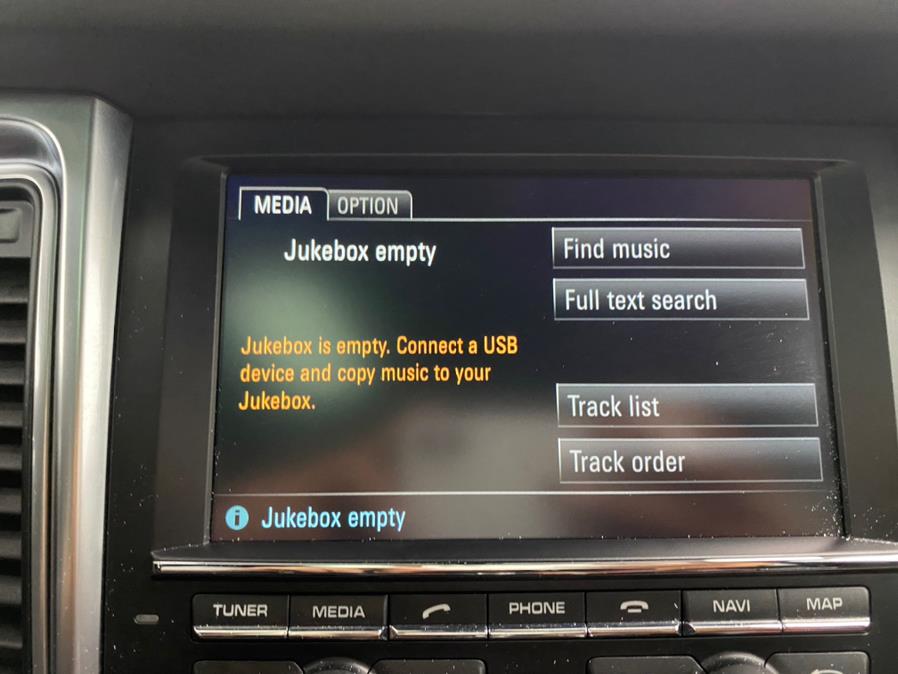 MEDIA OPTION
Jukebox empty
Find music
Full text search
Jukebox is empty. Connect a USB
device and copy music to your
Jukebox.
Track list
Track order
i Jukebox empty
TUNER MEDIA PHONE NAVI MAP